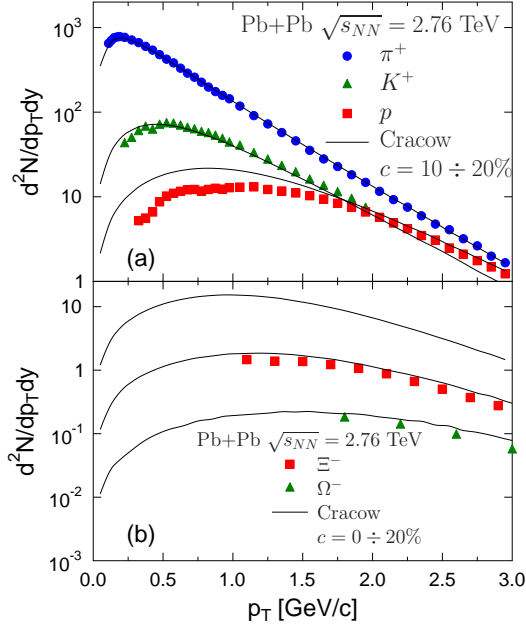 Pb+Pb √s_NN = 2.76 TeV
π⁺
K⁺
p
Cracow
c = 10 ÷ 20%
(a)
10³
10²
10
1
d²N/dp_Tdy
1
10
1
10⁻¹
10⁻²
10⁻³
d²N/dp_Tdy
Pb+Pb √s_NN = 2.76 TeV
Ξ⁻
Ω⁻
Cracow
c = 0 ÷ 20%
(b)
0.0 0.5 1.0 1.5 2.0 2.5 3.0
p_T [GeV/c]